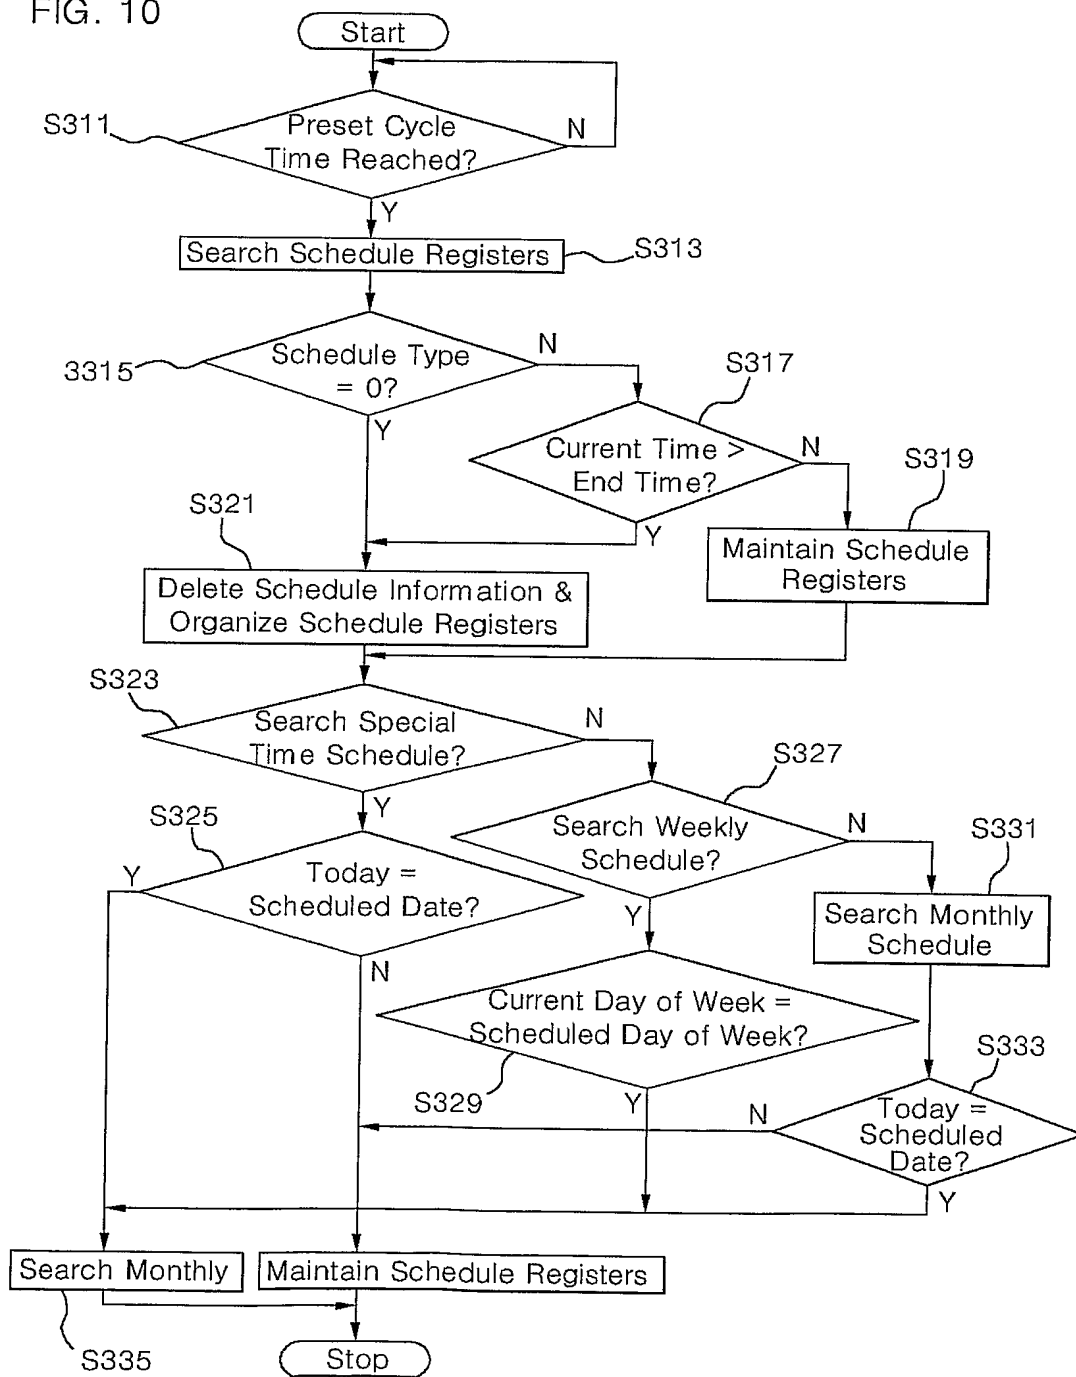 FIG. 10
Start
S311
Preset Cycle
Time Reached?
N
Y
Search Schedule Registers
S313
3315
Schedule Type
= 0?
N
Y
S317
Current Time >
End Time?
N
Y
S319
Maintain Schedule
Registers
S321
Delete Schedule Information &
Organize Schedule Registers
S323
Search Special
Time Schedule?
N
Y
S325
Today =
Scheduled Date?
Y
N
S327
Search Weekly
Schedule?
N
Y
S331
Search Monthly
Schedule
Current Day of Week =
Scheduled Day of Week?
S329
Y
S333
Today =
Scheduled
Date?
N
Y
Search Monthly
Maintain Schedule Registers
S335
Stop